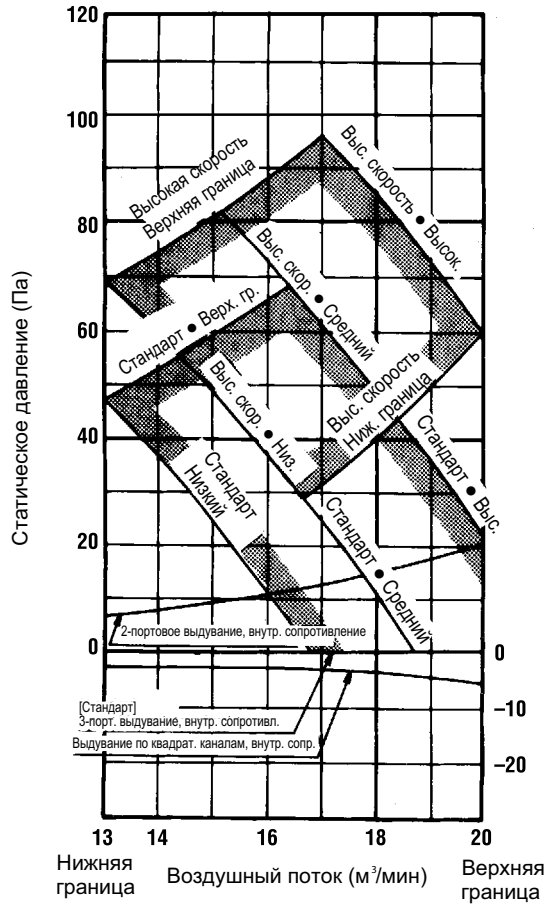 120
100
80
60
40
20
0
0
–10
–20
–30
13
14
16
18
20
Статическое давление (Па)
Высокая скорость
Верхняя граница
Выс. скорость ● Высок.
Выс. скор. ● Средний
Стандарт ● Верх. гр.
Выс. скорость
Ниж. граница
Выс. скор. ● Низ.
Стандарт ● Выс.
Стандарт
Низкий
Стандарт ● Средний
2-портовое выдувание, внутр. сопротивление
[Стандарт]
3-порт. выдувание, внутр. сопротивл.
Выдувание по квадрат. каналам, внутр. сопр.
Нижняя
граница
Воздушный поток (м³/мин)
Верхняя
граница